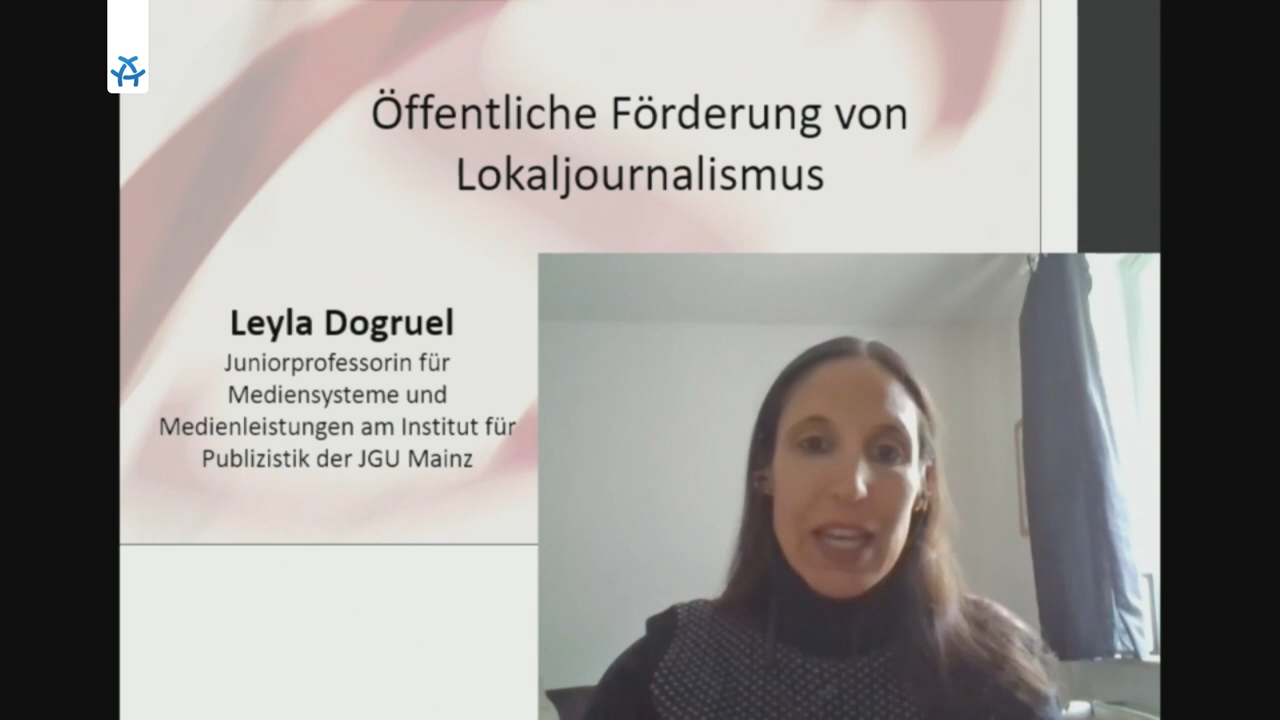 Öffentliche Förderung von
Lokaljournalismus
Leyla Dogruel
Juniorprofessorin für
Mediensysteme und
Medienleistungen am Institut für
Publizistik der JGU Mainz